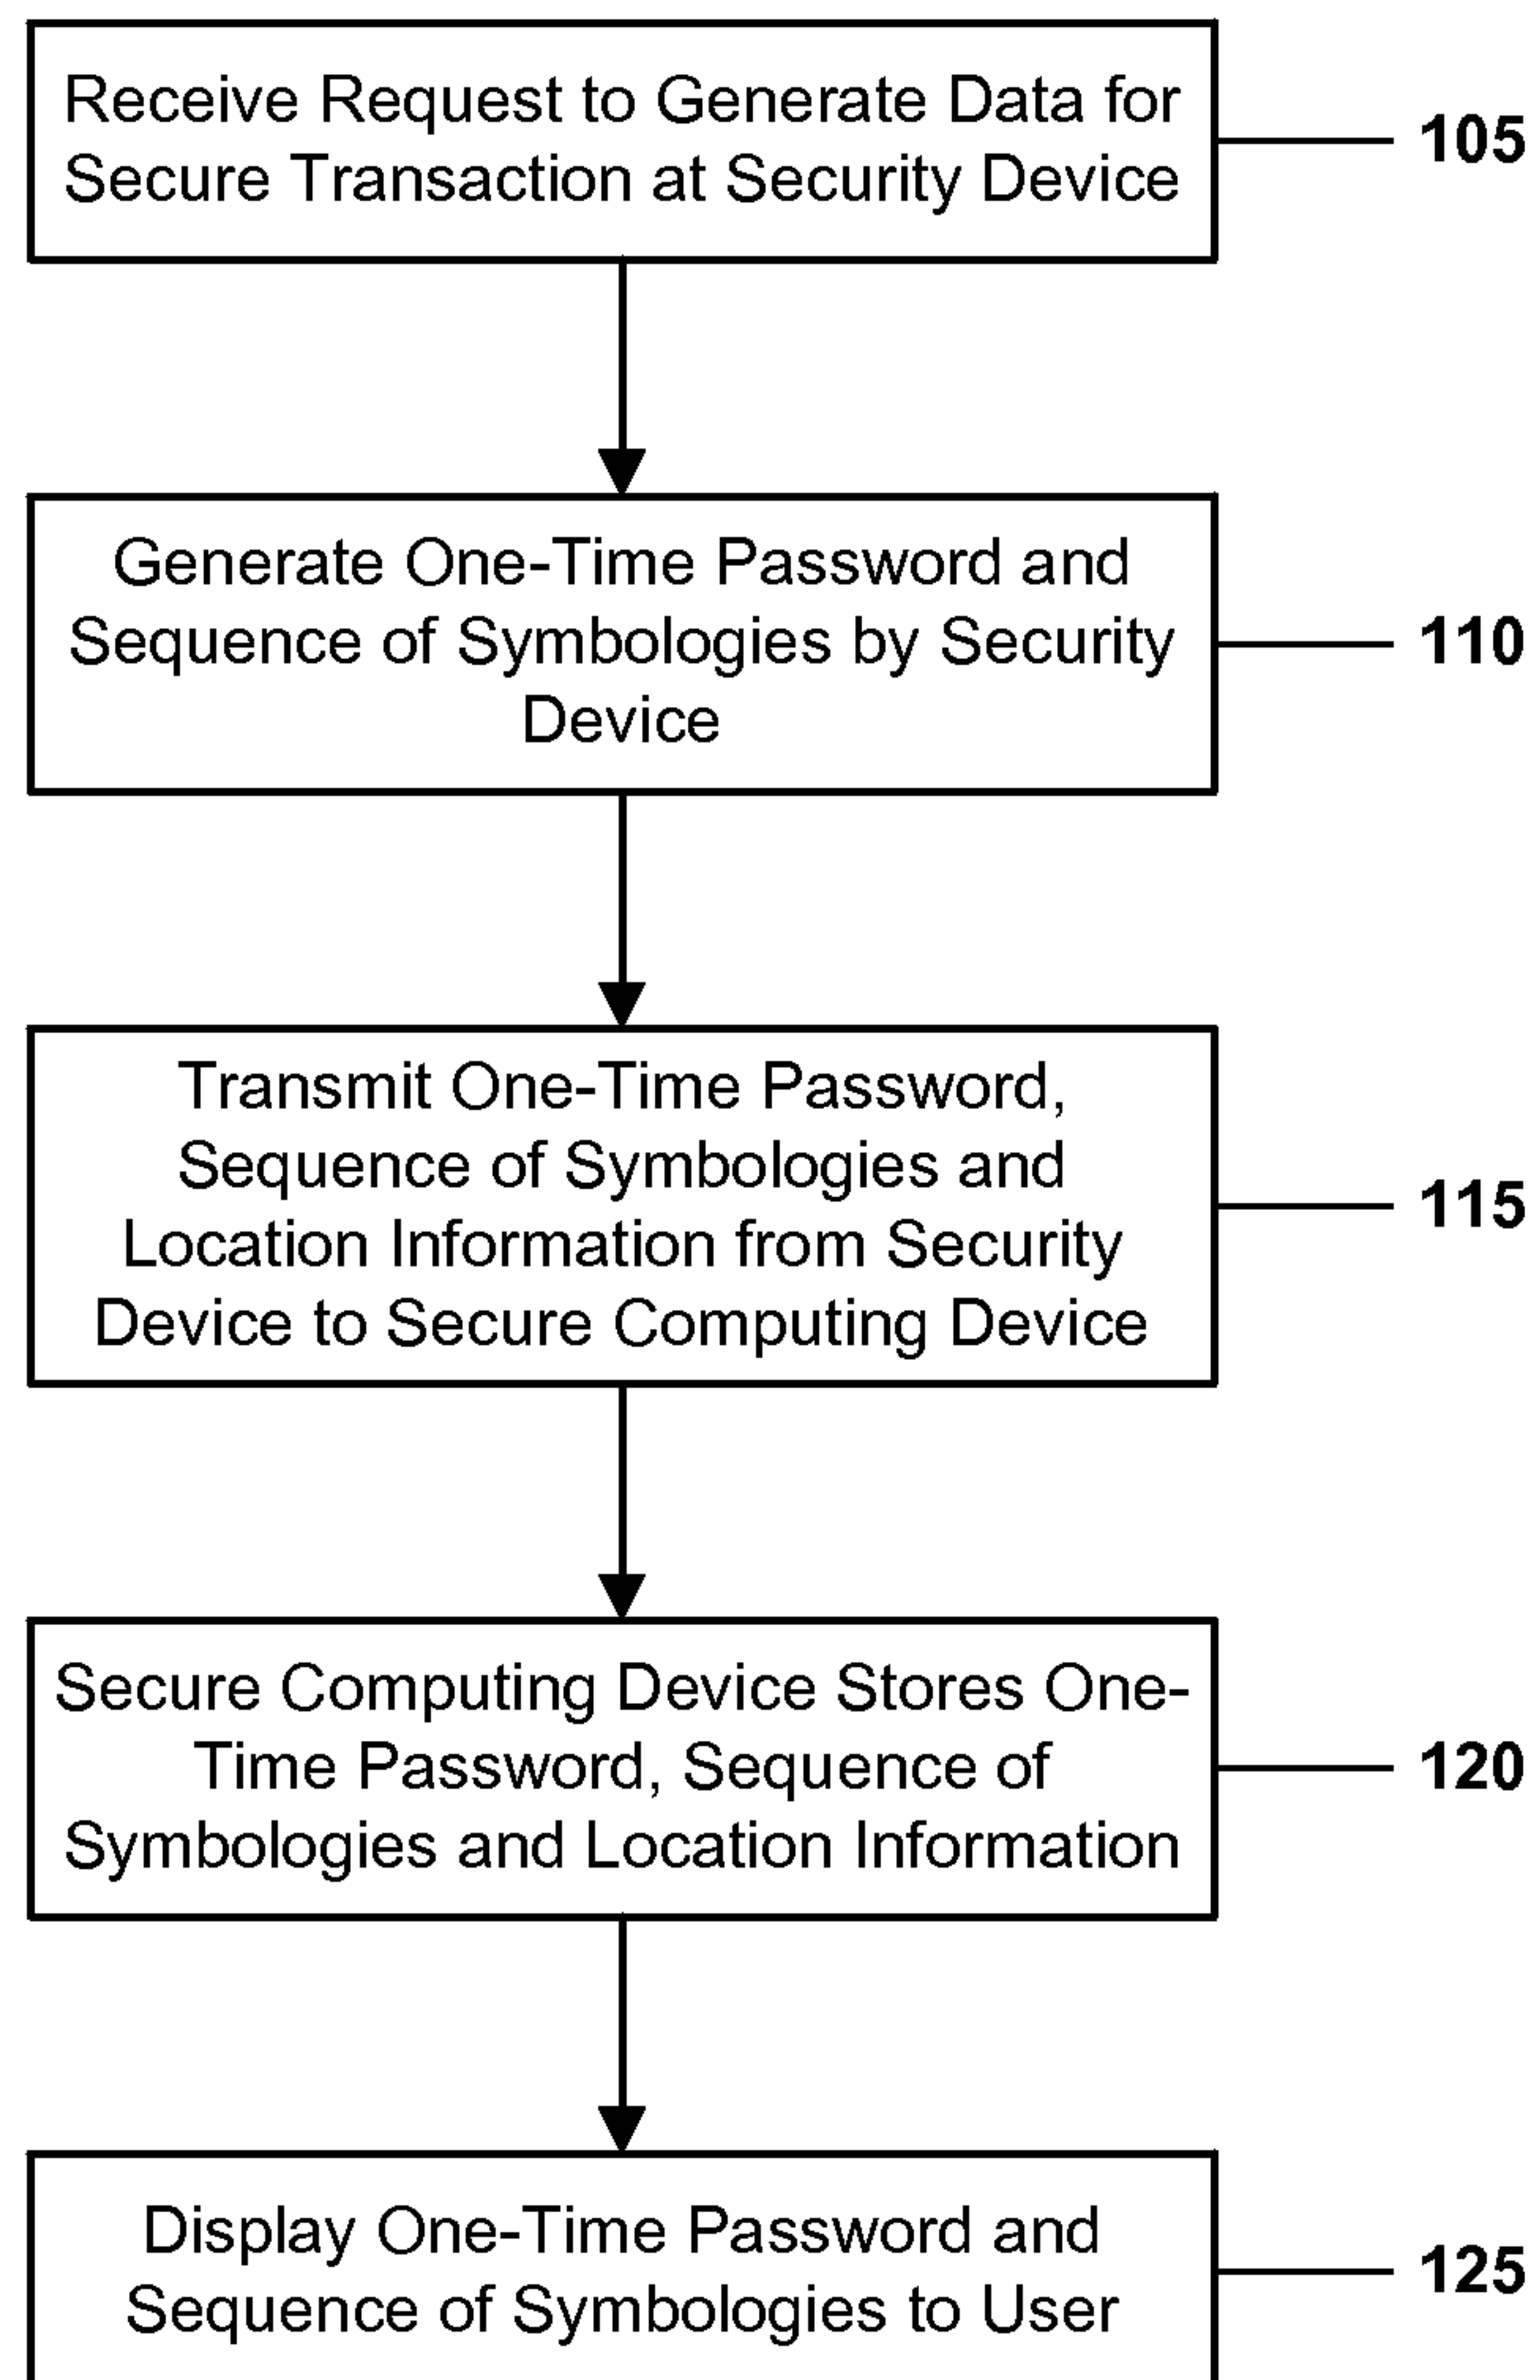 Receive Request to Generate Data for
Secure Transaction at Security Device
105
Generate One-Time Password and
Sequence of Symbologies by Security
Device
110
Transmit One-Time Password,
Sequence of Symbologies and
Location Information from Security
Device to Secure Computing Device
115
Secure Computing Device Stores One-
Time Password, Sequence of
Symbologies and Location Information
120
Display One-Time Password and
Sequence of Symbologies to User
125